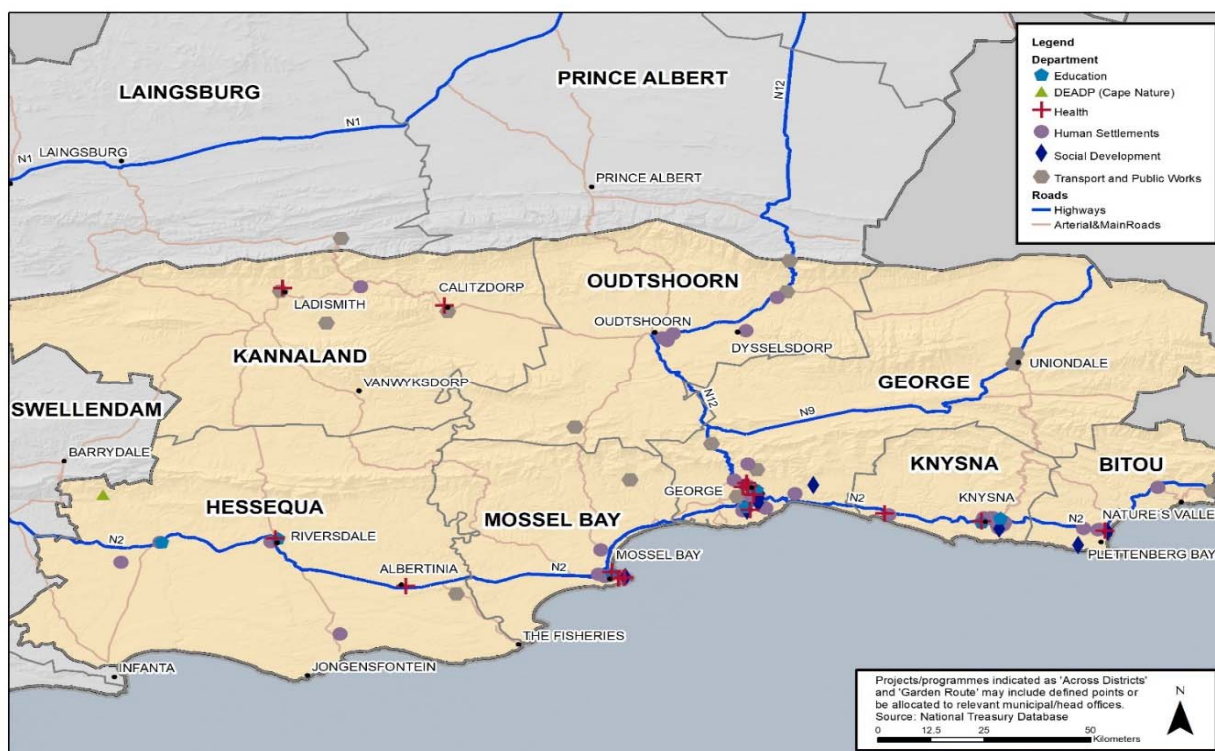 LAINGSBURG
N1
N1
LAINGSBURG
PRINCE ALBERT
N12
PRINCE ALBERT
Legend
Department
Education
DEADP (Cape Nature)
Health
Human Settlements
Social Development
Transport and Public Works
Roads
Highways
Arterial&MainRoads
OUDTSHOORN
CALITZDORP
LADISMITH
OUDTSHOORN
DYSSELSDORP
KANNALAND
VANWYKSDORP
UNIONDALE
GEORGE
N12
N9
SWELLENDAM
BARRYDALE
HESSEQUA
MOSSEL BAY
GEORGE
KNYSNA
BITOU
N2
KNYSNA
NATURE`S VALLE
N2
PLETTENBERG BAY
N2
RIVERSDALE
ALBERTINIA
N2
MOSSEL BAY
THE FISHERIES
INFANTA
JONGENSFONTEIN
Projects/programmes indicated as 'Across Districts'
and 'Garden Route' may include defined points or
be allocated to relevant municipal/head offices.
Source: National Treasury Database
0 12.5 25 50
Kilometers
N